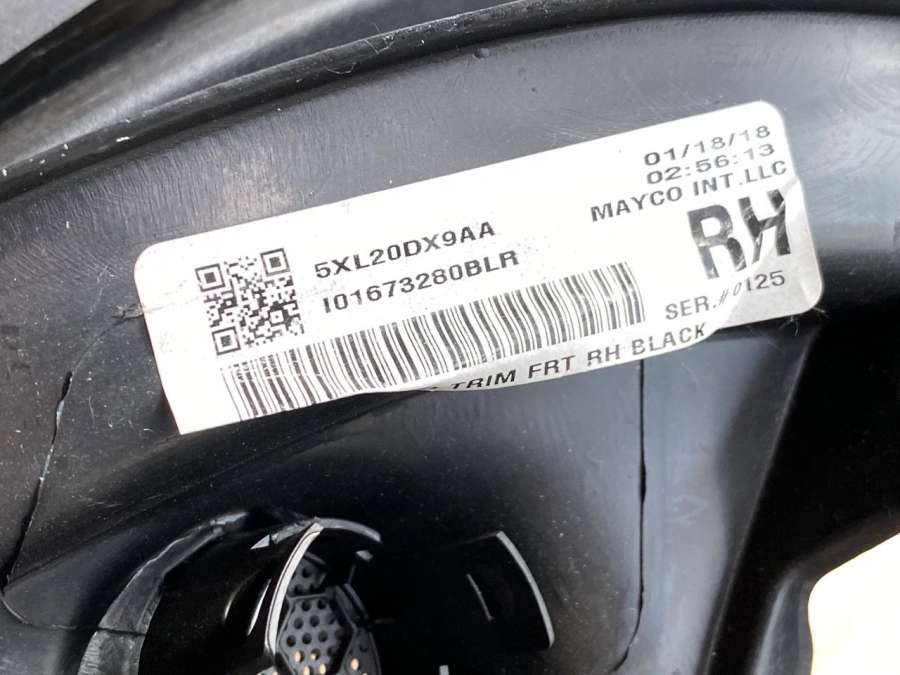 01/18/18
02:56:13
MAYCO INT.LLC
5XL20DX9AA
I01673280BLR
RH
SER.# 0125
TRIM FRT RH BLACK